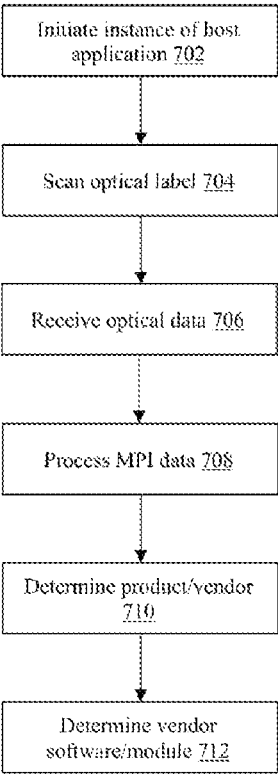 Initiate instance of host
application 702
Scan optical label 704
Receive optical data 706
Process MPI data 708
Determine product/vendor
710
Determine vendor
software/module 712